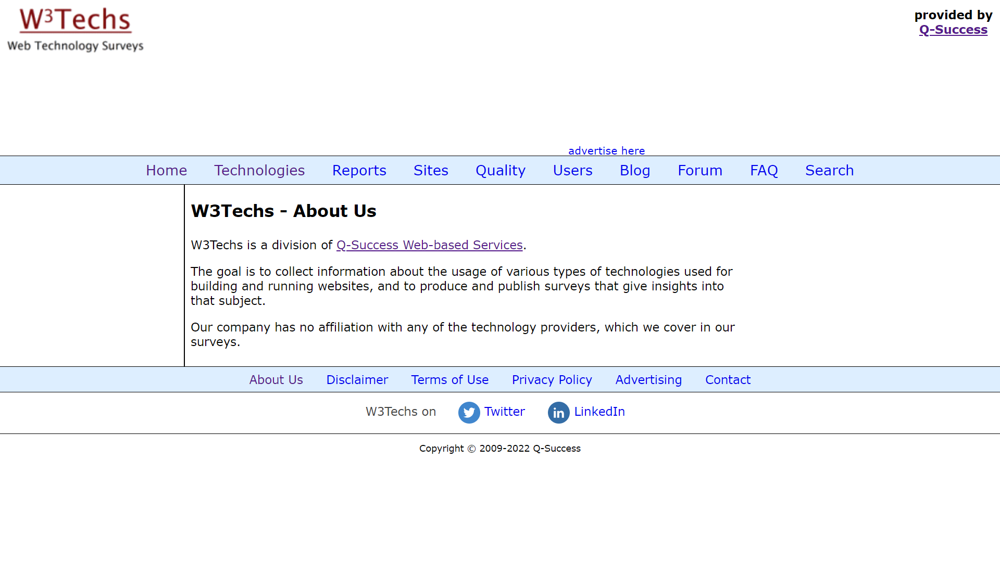 W3Techs
Web Technology Surveys
provided by
Q-Success
advertise here
Home Technologies Reports Sites Quality Users Blog Forum FAQ Search
W3Techs - About Us
W3Techs is a division of Q-Success Web-based Services.
The goal is to collect information about the usage of various types of technologies used for
building and running websites, and to produce and publish surveys that give insights into
that subject.
Our company has no affiliation with any of the technology providers, which we cover in our
surveys.
About Us Disclaimer Terms of Use Privacy Policy Advertising Contact
W3Techs on Twitter in LinkedIn
Copyright © 2009-2022 Q-Success